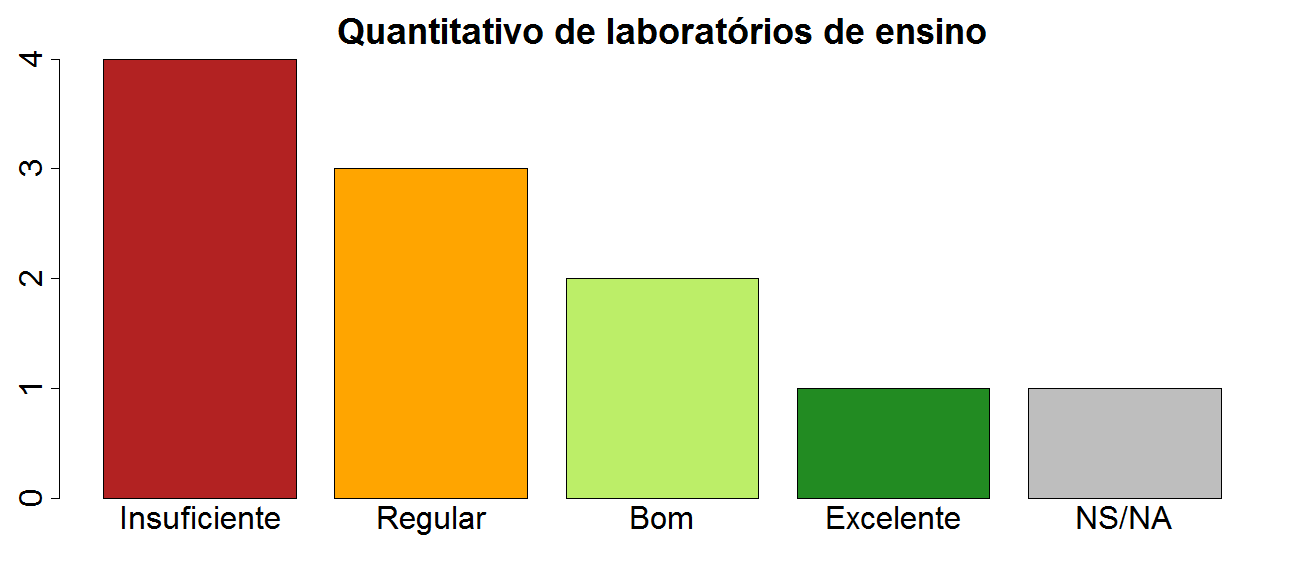 Quantitativo de laboratórios de ensino
4
3
2
1
0
Insuficiente Regular Bom Excelente NS/NA